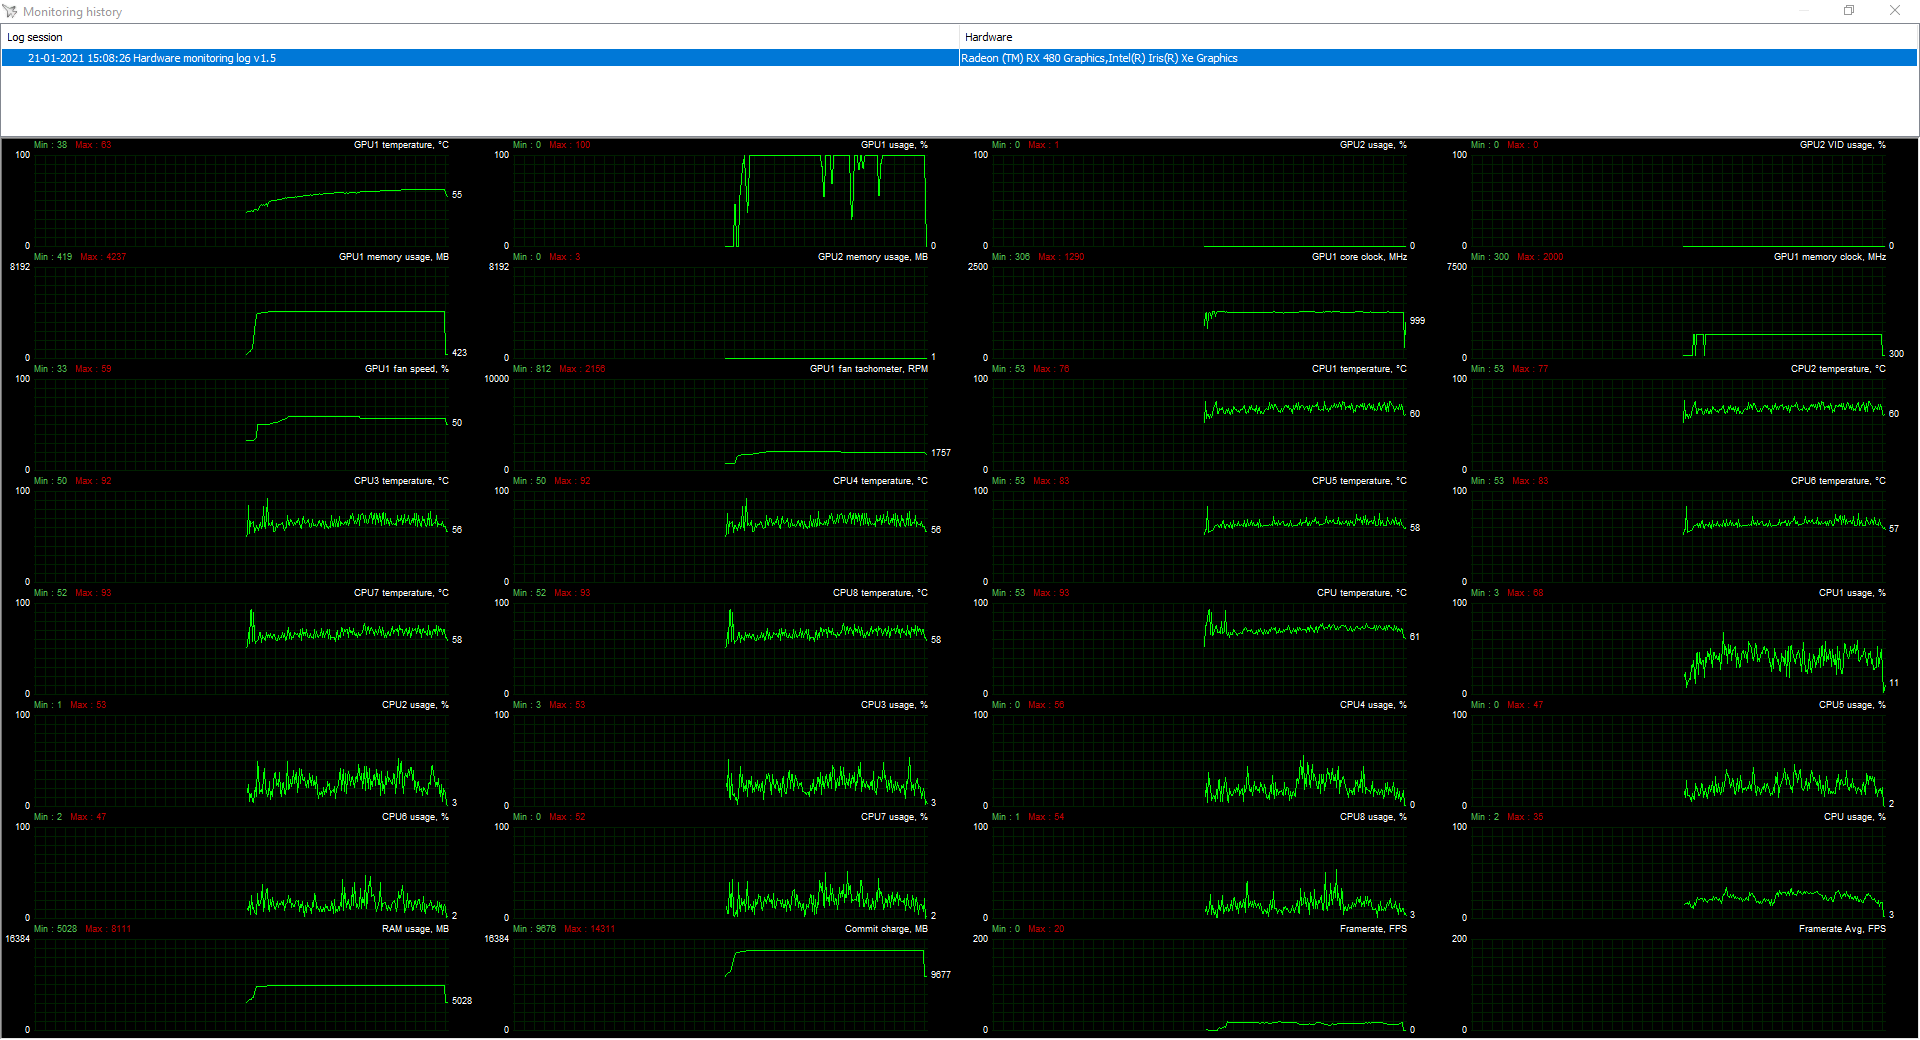 Monitoring history
Log session Hardware
21-01-2021 15:08:26 Hardware monitoring log v1.5 Radeon (TM) RX 480 Graphics,Intel(R) Iris(R) Xe Graphics
Min : 38 Max : 63 GPU1 temperature, °C
100
55
0
Min : 0 Max : 100 GPU1 usage, %
100
0
0
Min : 0 Max : 1 GPU2 usage, %
100
0
0
Min : 0 Max : 0 GPU2 VID usage, %
100
0
0
Min : 419 Max : 4237 GPU1 memory usage, MB
8192
423
0
Min : 0 Max : 3 GPU2 memory usage, MB
8192
1
0
Min : 306 Max : 1290 GPU1 core clock, MHz
2500
999
0
Min : 300 Max : 2000 GPU1 memory clock, MHz
7500
300
0
Min : 33 Max : 59 GPU1 fan speed, %
100
50
0
Min : 812 Max : 2166 GPU1 fan tachometer, RPM
10000
1757
0
Min : 53 Max : 76 CPU1 temperature, °C
100
60
0
Min : 53 Max : 77 CPU2 temperature, °C
100
60
0
Min : 50 Max : 92 CPU3 temperature, °C
100
56
0
Min : 50 Max : 92 CPU4 temperature, °C
100
56
0
Min : 53 Max : 83 CPU5 temperature, °C
100
58
0
Min : 53 Max : 83 CPU6 temperature, °C
100
57
0
Min : 52 Max : 93 CPU7 temperature, °C
100
58
0
Min : 52 Max : 93 CPU8 temperature, °C
100
58
0
Min : 53 Max : 93 CPU temperature, °C
100
61
0
Min : 3 Max : 68 CPU1 usage, %
100
11
0
Min : 1 Max : 53 CPU2 usage, %
100
3
0
Min : 3 Max : 53 CPU3 usage, %
100
3
0
Min : 0 Max : 56 CPU4 usage, %
100
0
0
Min : 0 Max : 47 CPU5 usage, %
100
2
0
Min : 2 Max : 47 CPU6 usage, %
100
2
0
Min : 0 Max : 52 CPU7 usage, %
100
2
0
Min : 1 Max : 54 CPU8 usage, %
100
3
0
Min : 2 Max : 35 CPU usage, %
100
3
0
Min : 5028 Max : 8111 RAM usage, MB
16384
5028
0
Min : 9676 Max : 14311 Commit charge, MB
16384
9677
0
Min : 0 Max : 20 Framerate, FPS
200
0
0
Framerate Avg, FPS
200
0